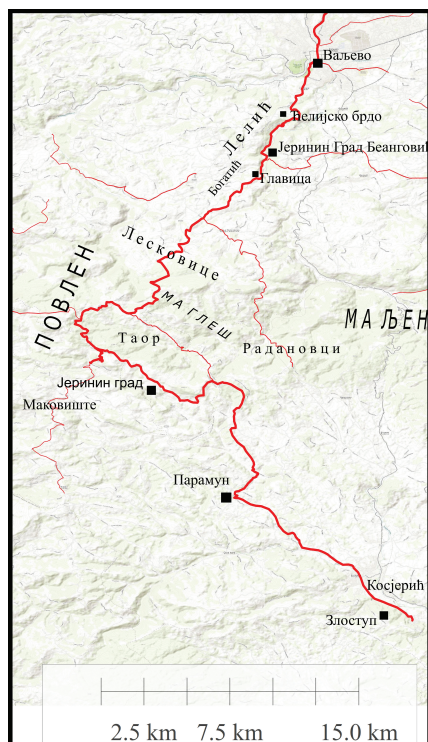 Ваљево
Ћелијско брдо
Лелић
Јеринин Град Беанговић
Богатић
Главица
Лесковице
ПОВЛЕН
МАГЛЕШ
МАЉЕН
Таор
Радановци
Јеринин град
Маковиште
Парамун
Косјерић
Злоступ
2.5 km 7.5 km 15.0 km